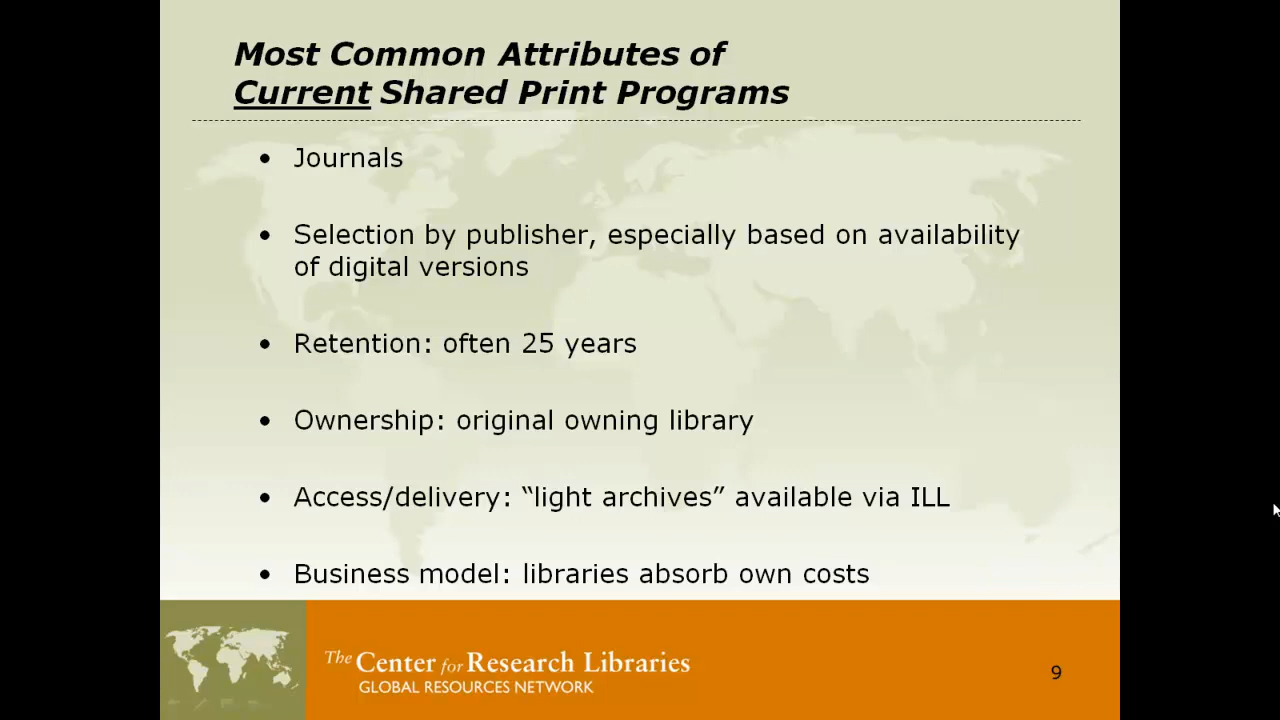 Most Common Attributes of
Current Shared Print Programs
• Journals
• Selection by publisher, especially based on availability
of digital versions
• Retention: often 25 years
• Ownership: original owning library
• Access/delivery: “light archives” available via ILL
• Business model: libraries absorb own costs
The Center for Research Libraries
GLOBAL RESOURCES NETWORK
9